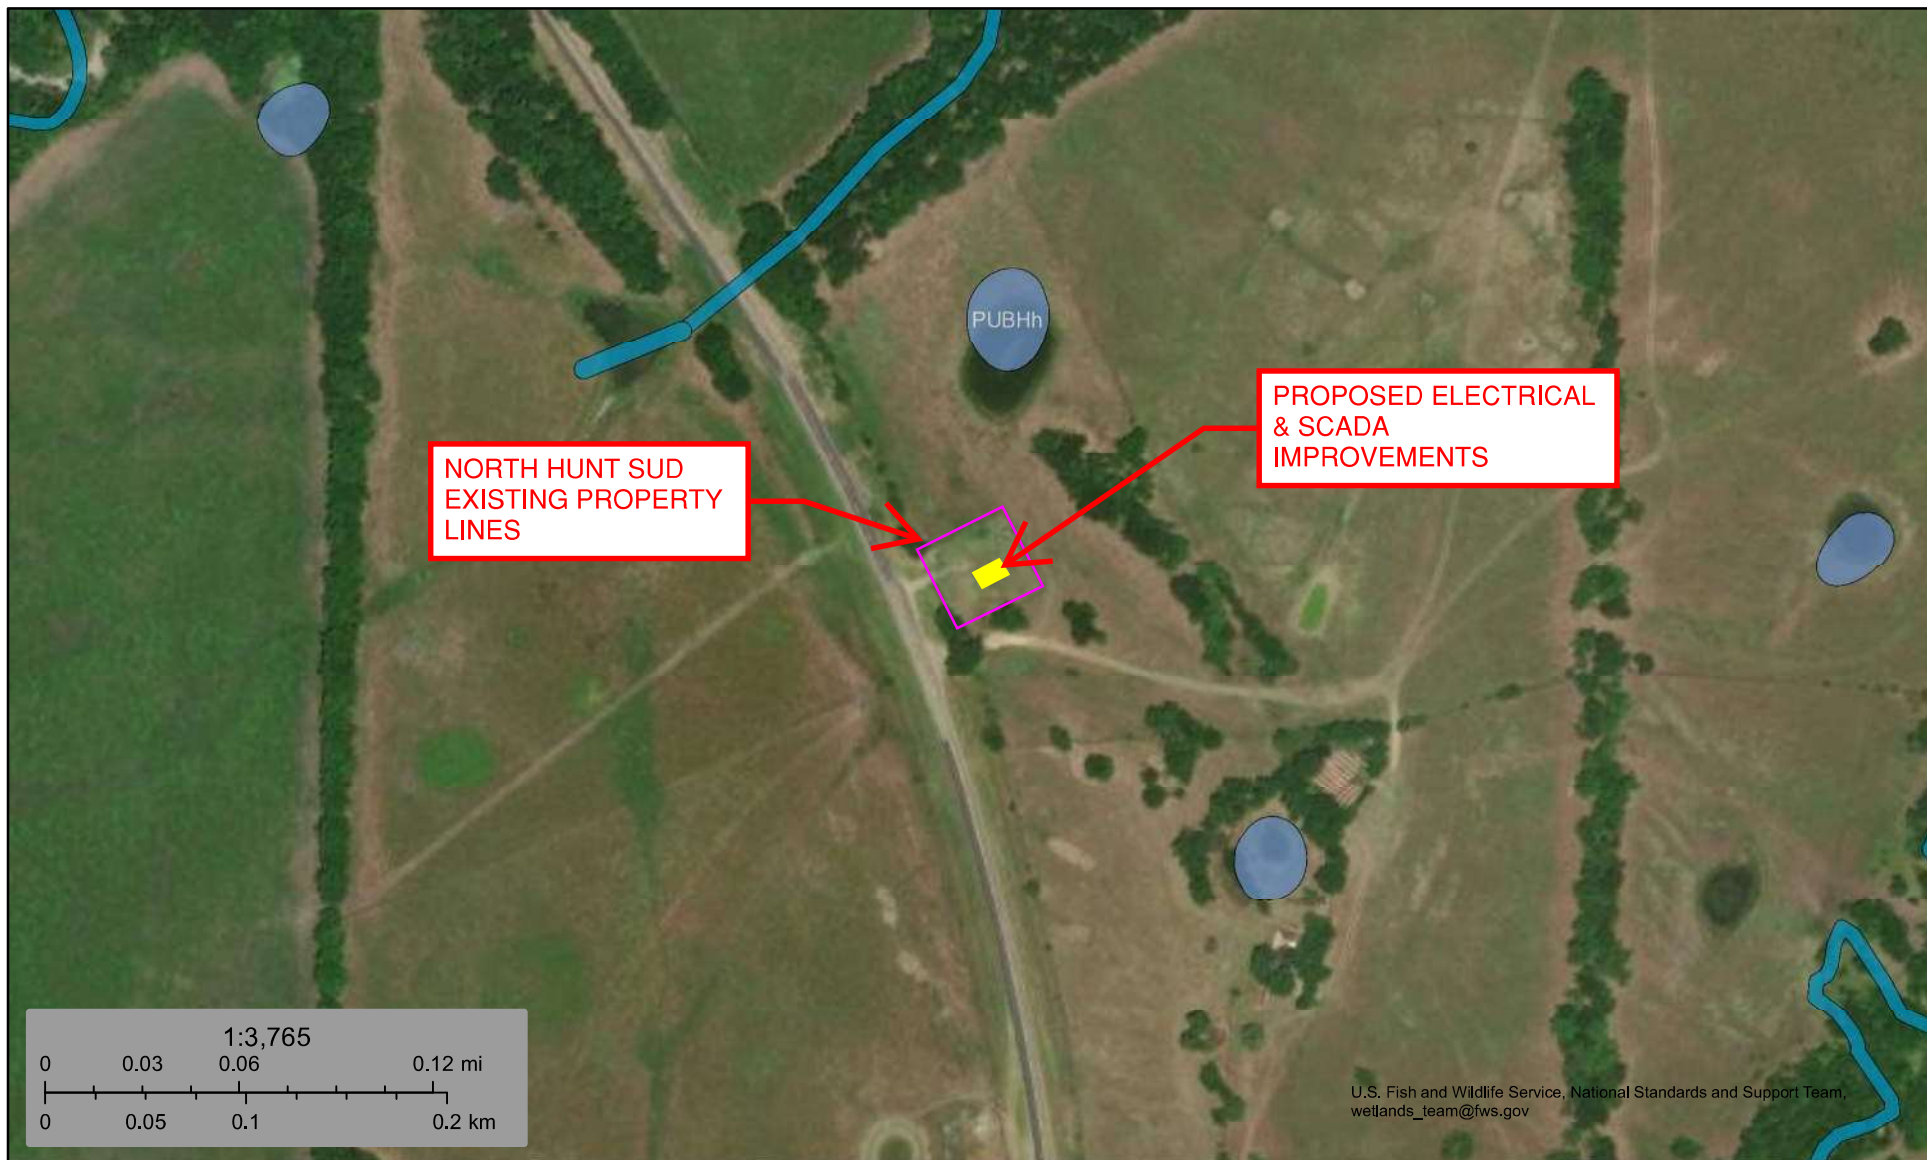 PUBHh
PROPOSED ELECTRICAL
& SCADA
IMPROVEMENTS
NORTH HUNT SUD
EXISTING PROPERTY
LINES
1:3,765
0 0.03 0.06 0.12 mi
0 0.05 0.1 0.2 km
U.S. Fish and Wildlife Service, National Standards and Support Team,
wetlands_team@fws.gov